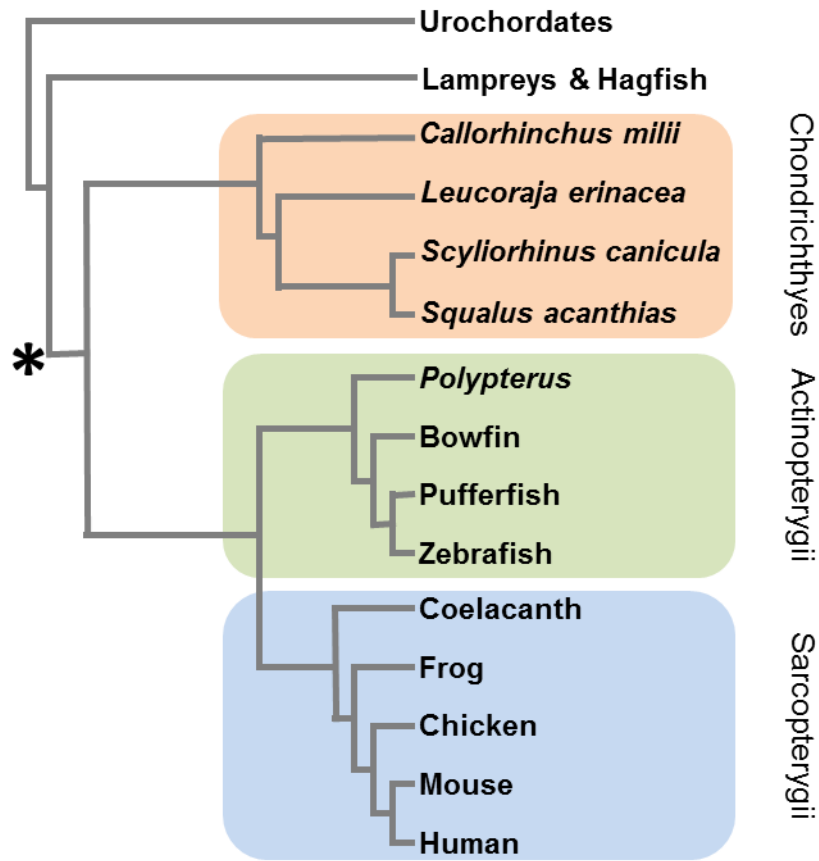 Urochordates
Lampreys & Hagfish
Callorhinchus milii
Leucoraja erinacea
Scyliorhinus canicula
Squalus acanthias
Chondrichthyes
*
Polypterus
Bowfin
Pufferfish
Zebrafish
Actinopterygii
Coelacanth
Frog
Chicken
Mouse
Human
Sarcopterygii